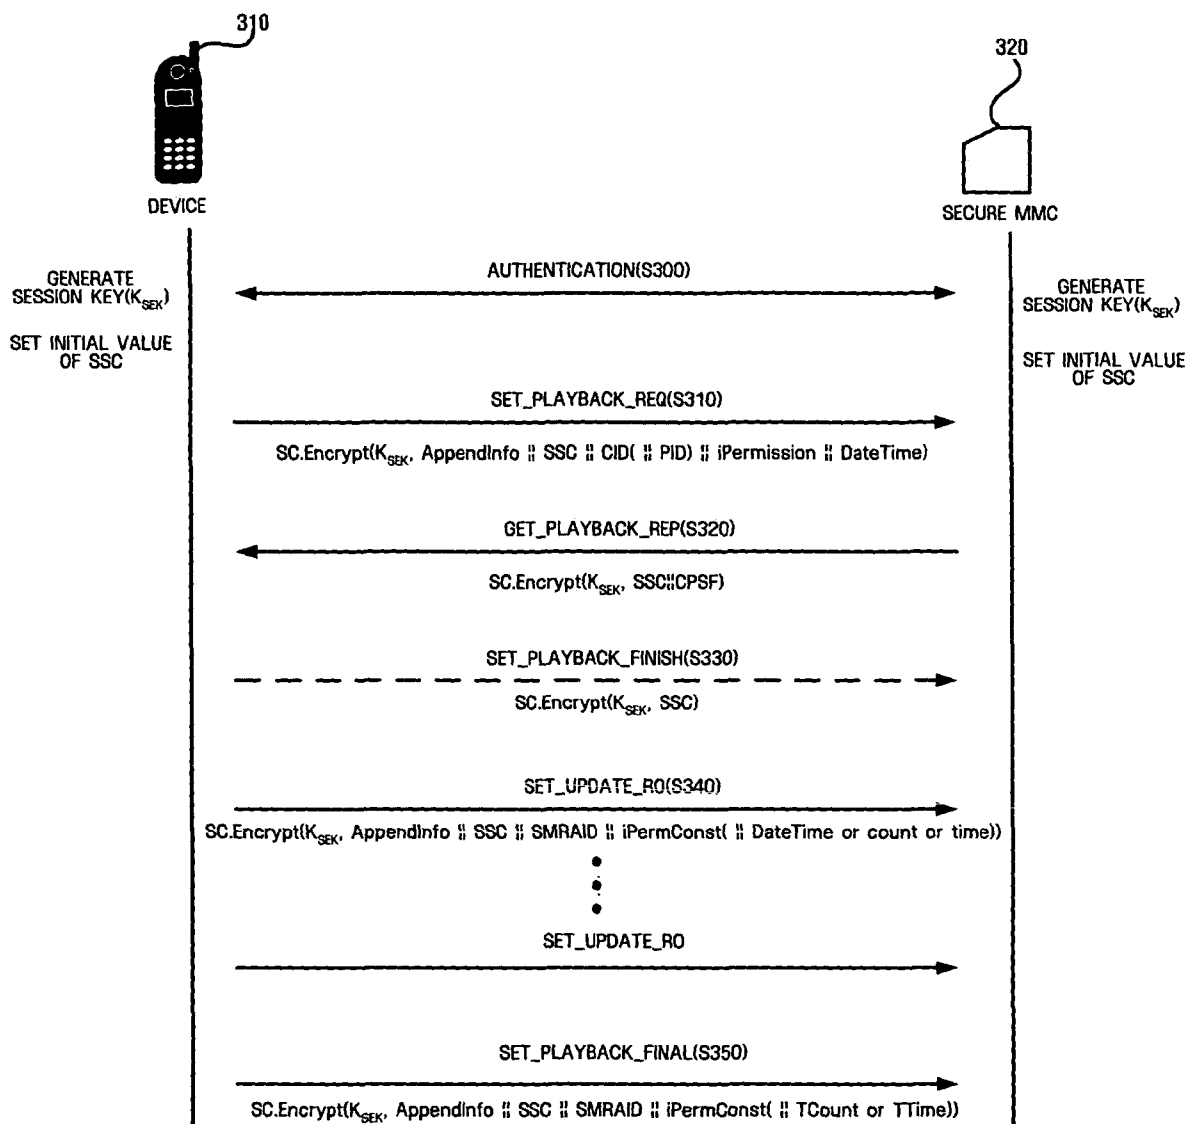 310
320
DEVICE
SECURE MMC
AUTHENTICATION(S300)
GENERATE
SESSION KEY(K_SEK)
SET INITIAL VALUE
OF SSC
GENERATE
SESSION KEY(K_SEK)
SET INITIAL VALUE
OF SSC
SET_PLAYBACK_REQ(S310)
SC.Encrypt(K_SEK, AppendInfo ¦¦ SSC ¦¦ CID( ¦¦ PID) ¦¦ iPermission ¦¦ DateTime)
GET_PLAYBACK_REP(S320)
SC.Encrypt(K_SEK, SSC¦¦CPSF)
SET_PLAYBACK_FINISH(S330)
SC.Encrypt(K_SEK, SSC)
SET_UPDATE_RO(S340)
SC.Encrypt(K_SEK, AppendInfo ¦¦ SSC ¦¦ SMRAID ¦¦ iPermConst( ¦¦ DateTime or count or time))
SET_UPDATE_RO
SET_PLAYBACK_FINAL(S350)
SC.Encrypt(K_SEK, AppendInfo ¦¦ SSC ¦¦ SMRAID ¦¦ iPermConst( ¦¦ TCount or TTime))